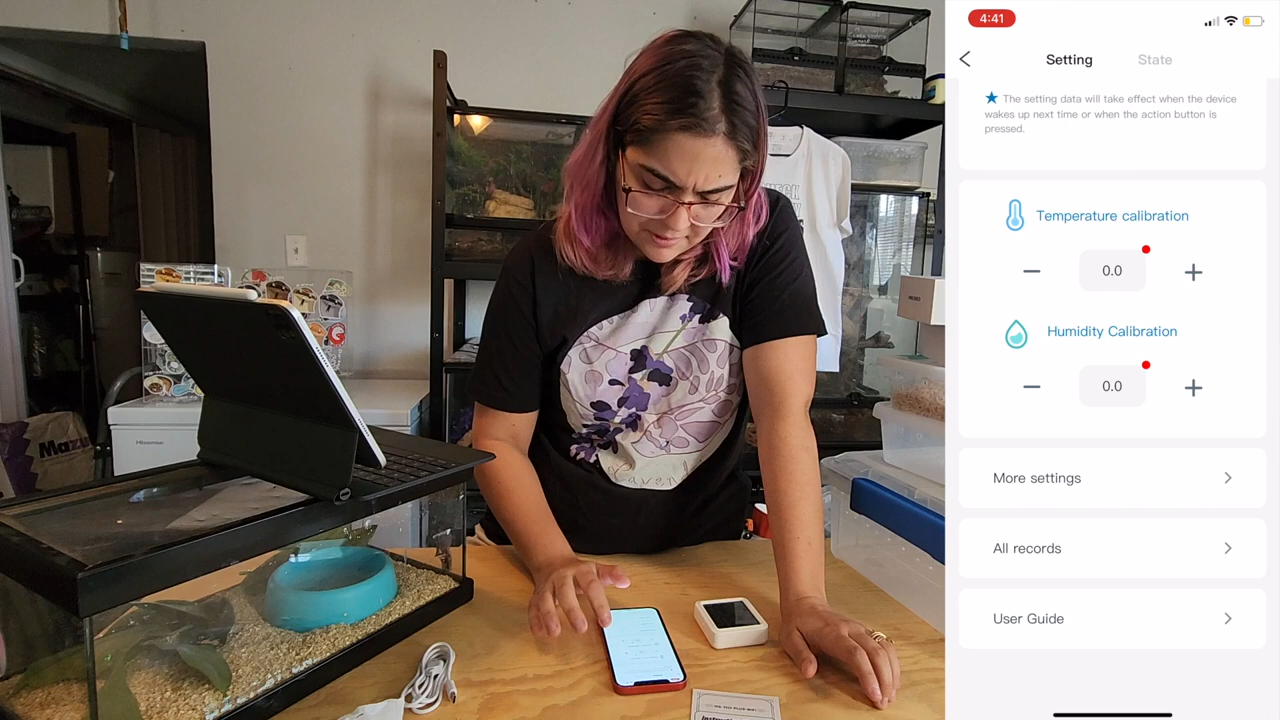 4:41
Setting
State
★ The setting data will take effect when the device
wakes up next time or when the action button is
pressed.
Temperature calibration
0.0
Humidity Calibration
0.0
More settings
All records
User Guide
Hisense
Mazu